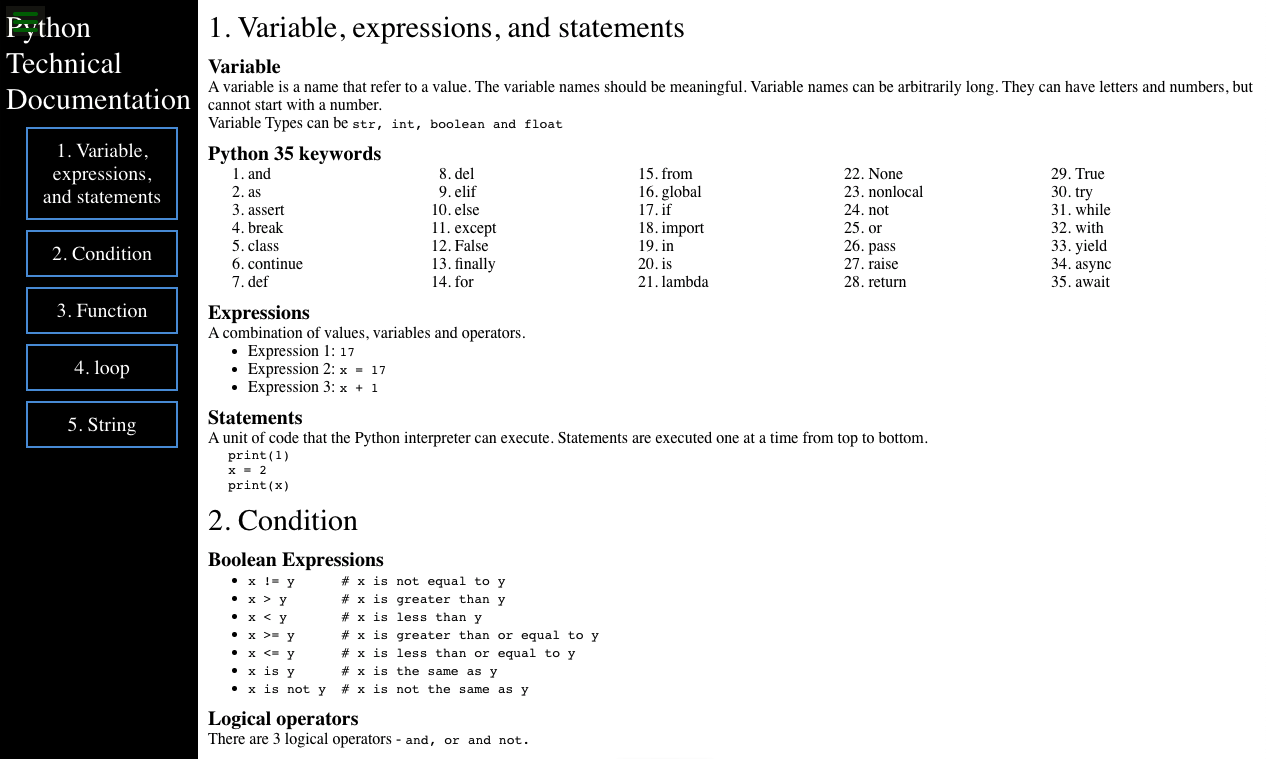 Python
Technical
Documentation
1. Variable,
expressions,
and statements
2. Condition
3. Function
4. loop
5. String
1. Variable, expressions, and statements
Variable
A variable is a name that refer to a value. The variable names should be meaningful. Variable names can be arbitrarily long. They can have letters and numbers, but
cannot start with a number.
Variable Types can be str, int, boolean and float
Python 35 keywords
1. and
2. as
3. assert
4. break
5. class
6. continue
7. def
8. del
9. elif
10. else
11. except
12. False
13. finally
14. for
15. from
16. global
17. if
18. import
19. in
20. is
21. lambda
22. None
23. nonlocal
24. not
25. or
26. pass
27. raise
28. return
29. True
30. try
31. while
32. with
33. yield
34. async
35. await
Expressions
A combination of values, variables and operators.
• Expression 1: 17
• Expression 2: x = 17
• Expression 3: x + 1
Statements
A unit of code that the Python interpreter can execute. Statements are executed one at a time from top to bottom.
print(1)
x = 2
print(x)
2. Condition
Boolean Expressions
• x != y # x is not equal to y
• x > y # x is greater than y
• x < y # x is less than y
• x >= y # x is greater than or equal to y
• x <= y # x is less than or equal to y
• x is y # x is the same as y
• x is not y # x is not the same as y
Logical operators
There are 3 logical operators - and, or and not.